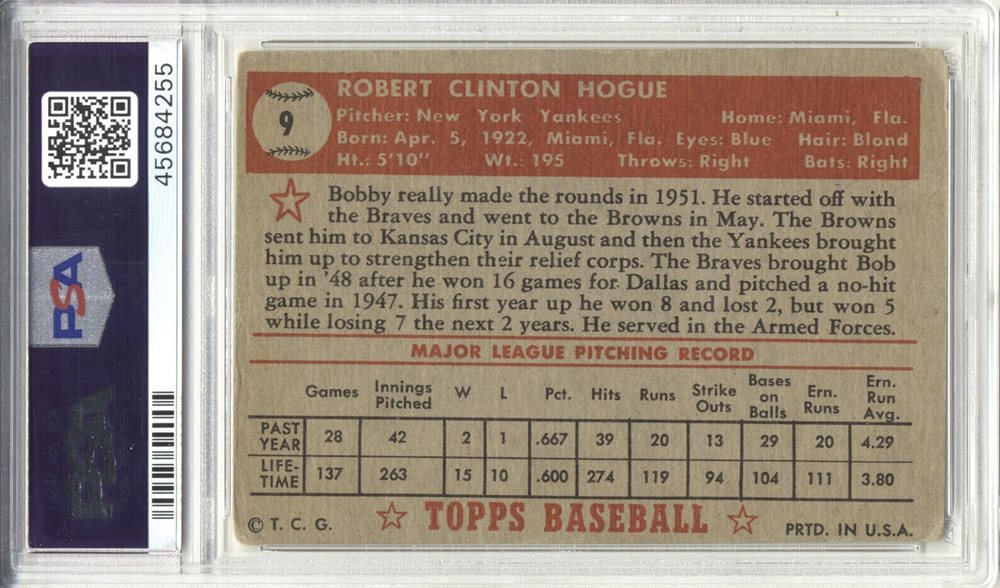 45684255
PSA
9
ROBERT CLINTON HOGUE
Pitcher: New York Yankees Home: Miami, Fla.
Born: Apr. 5, 1922, Miami, Fla. Eyes: Blue Hair: Blond
Ht.: 5'10" Wt.: 195 Throws: Right Bats: Right
Bobby really made the rounds in 1951. He started off with
the Braves and went to the Browns in May. The Browns
sent him to Kansas City in August and then the Yankees brought
him up to strengthen their relief corps. The Braves brought Bob
up in '48 after he won 16 games for Dallas and pitched a no-hit
game in 1947. His first year up he won 8 and lost 2, but won 5
while losing 7 the next 2 years. He served in the Armed Forces.
MAJOR LEAGUE PITCHING RECORD
Games Innings Pitched W L Pct. Hits Runs Strike Outs Bases on Balls Ern. Runs Ern. Run Avg.
PAST YEAR 28 42 2 1 .667 39 20 13 29 20 4.29
LIFE-TIME 137 263 15 10 .600 274 119 94 104 111 3.80
© T. C. G. TOPPS BASEBALL PRTD. IN U.S.A.